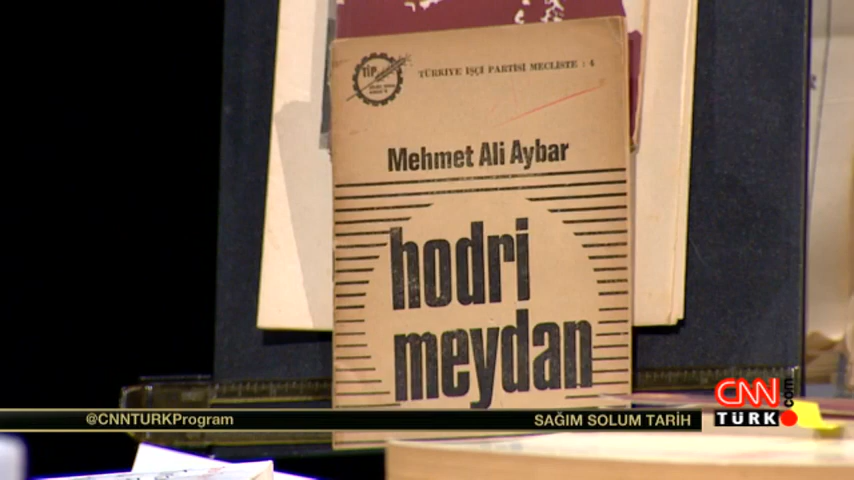 TİP
TÜRKİYE İŞÇİ PARTİSİ MECLİSTE : 4
Mehmet Ali Aybar
hodri
meydan
@CNNTURKProgram
SAĞIM SOLUM TARİH
CNN
TÜRK
.com